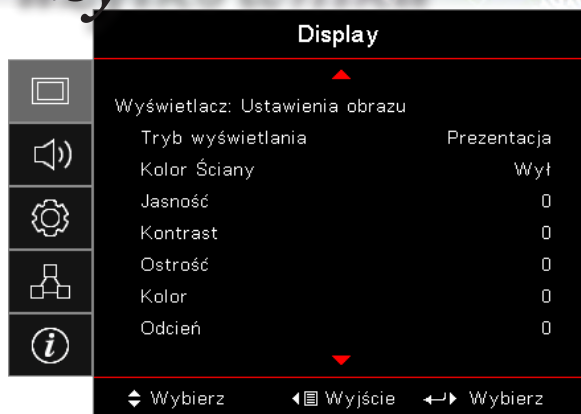 Display
Wyświetlacz: Ustawienia obrazu
Tryb wyświetlania Prezentacja
Kolor Ściany Wył
Jasność 0
Kontrast 0
Ostrość 0
Kolor 0
Odcień 0
Wybierz Wyjście Wybierz